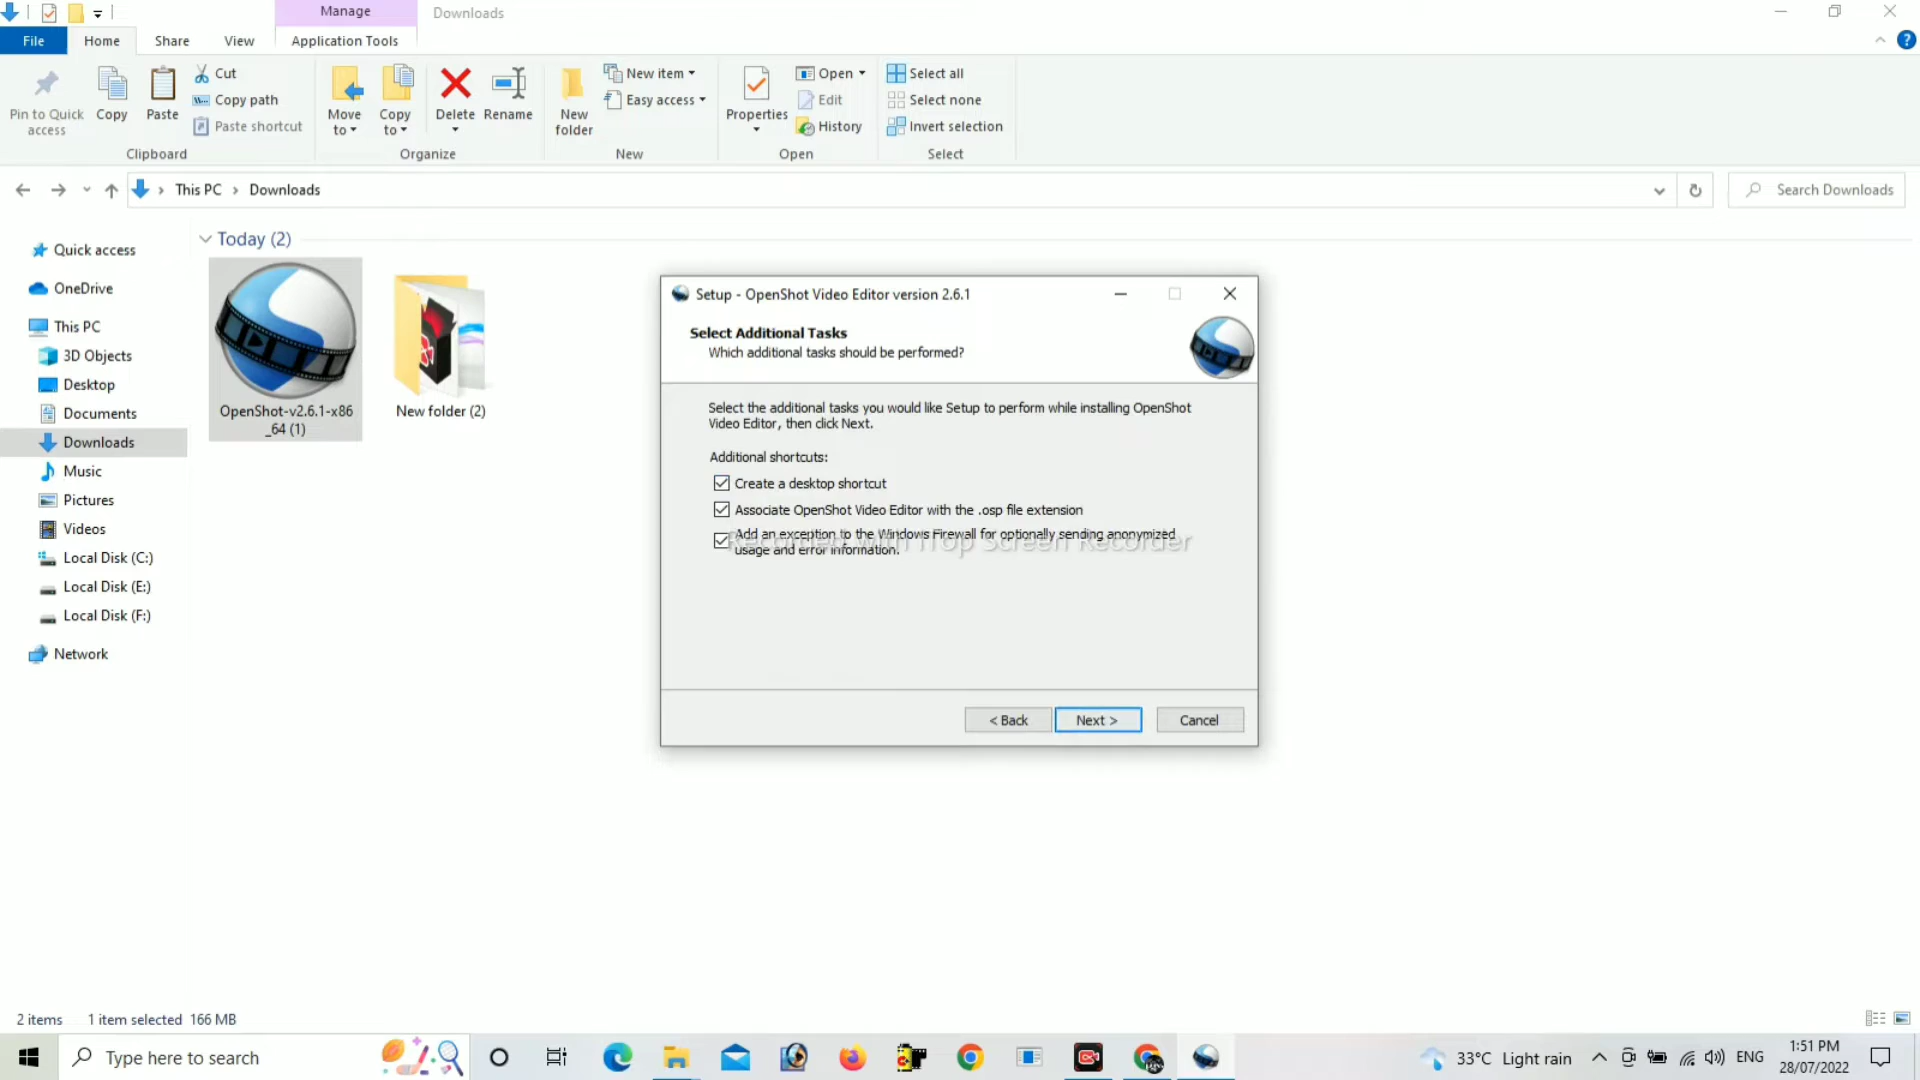 Manage
Downloads
File
Home
Share
View
Application Tools
Pin to Quick access
Copy
Paste
Cut
Copy path
Paste shortcut
Clipboard
Move to
Copy to
Delete
Rename
Organize
New folder
New item
Easy access
New
Properties
Open
Edit
History
Open
Select all
Select none
Invert selection
Select
This PC > Downloads
Search Downloads
Quick access
OneDrive
This PC
3D Objects
Desktop
Documents
Downloads
Music
Pictures
Videos
Local Disk (C:)
Local Disk (E:)
Local Disk (F:)
Network
Today (2)
OpenShot-v2.6.1-x86
_64 (1)
New folder (2)
Setup - OpenShot Video Editor version 2.6.1
Select Additional Tasks
Which additional tasks should be performed?
Select the additional tasks you would like Setup to perform while installing OpenShot
Video Editor, then click Next.
Additional shortcuts:
Create a desktop shortcut
Associate OpenShot Video Editor with the .osp file extension
Add an exception to the Windows Firewall for optionally sending anonymized
usage and error information.
Recorded with iTop Screen Recorder
< Back
Next >
Cancel
2 items
1 item selected 166 MB
Type here to search
33°C Light rain
ENG
1:51 PM
28/07/2022